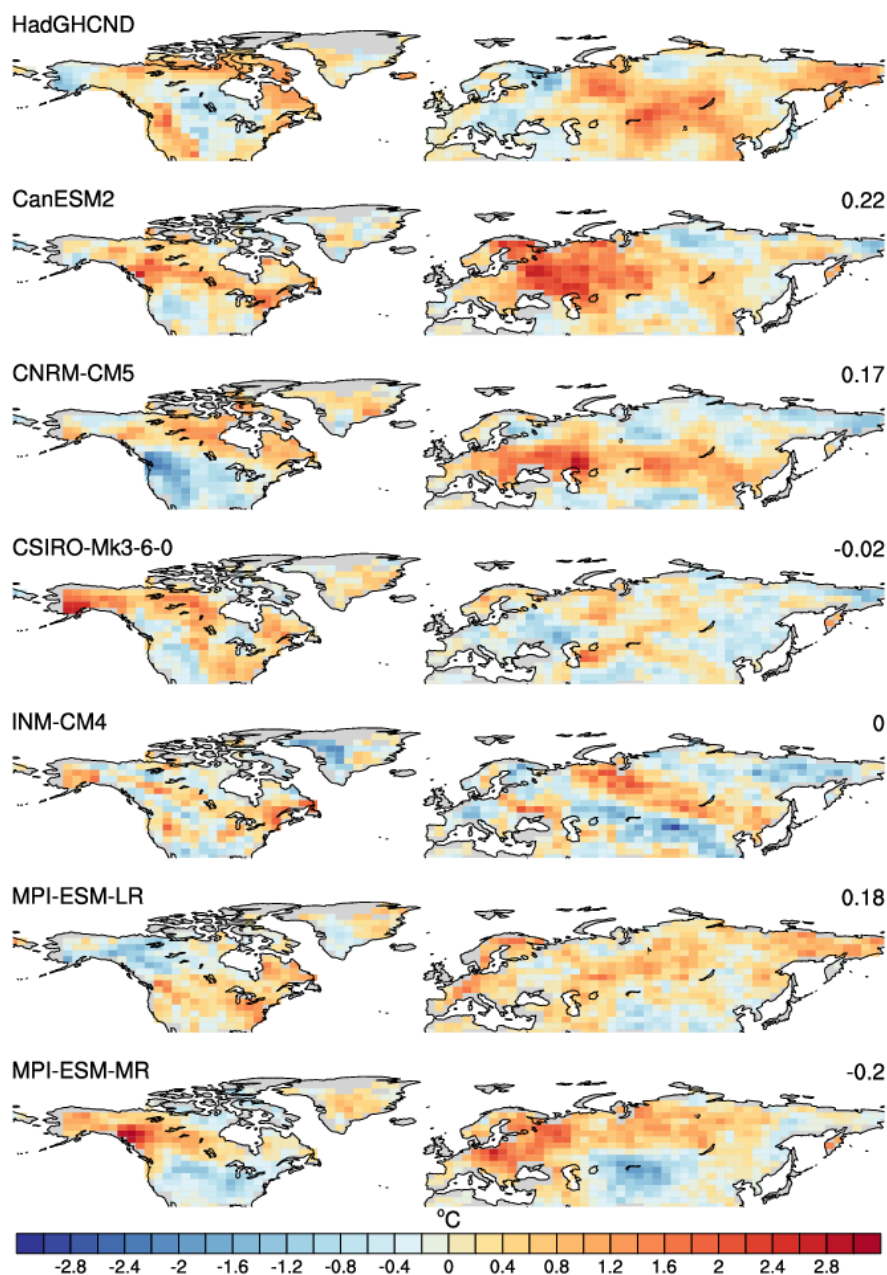 HadGHCND
CanESM2 0.22
CNRM-CM5 0.17
CSIRO-Mk3-6-0 -0.02
INM-CM4 0
MPI-ESM-LR 0.18
MPI-ESM-MR -0.2
°C
-2.8 -2.4 -2 -1.6 -1.2 -0.8 -0.4 0 0.4 0.8 1.2 1.6 2 2.4 2.8